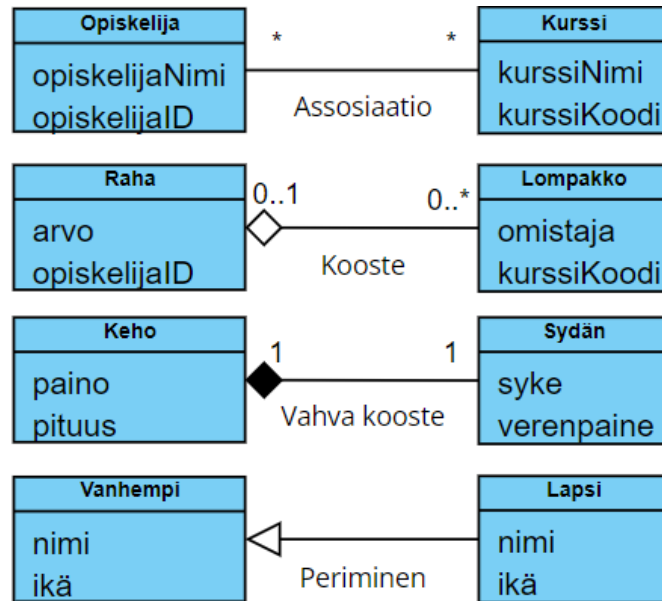 Opiskelija
opiskelijaNimi
opiskelijaID
* *
Assosiaatio
Kurssi
kurssiNimi
kurssiKoodi
Raha
arvo
opiskelijaID
0..1 0..*
Kooste
Lompakko
omistaja
kurssiKoodi
Keho
paino
pituus
1 1
Vahva kooste
Sydän
syke
verenpaine
Vanhempi
nimi
ikä
Periminen
Lapsi
nimi
ikä